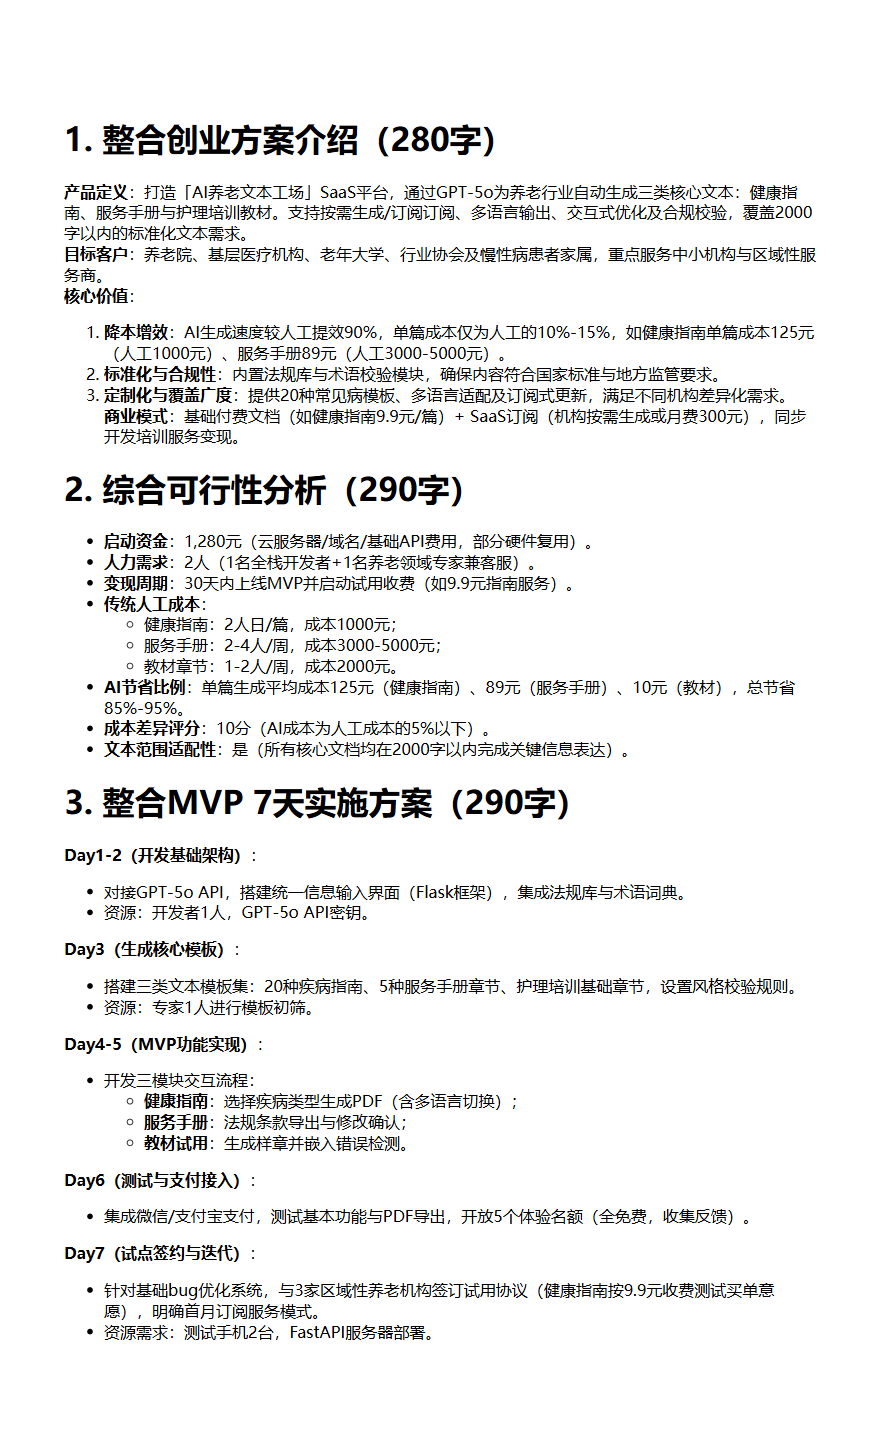 1. 整合创业方案介绍（280字）
产品定义：打造「AI养老文本工场」SaaS平台，通过GPT-5o为养老行业自动生成三类核心文本：健康指
南、服务手册与护理培训教材。支持按需生成/订阅订阅、多语言输出、交互式优化及合规校验，覆盖2000
字以内的标准化文本需求。
目标客户：养老院、基层医疗机构、老年大学、行业协会及慢性病患者家属，重点服务中小机构与区域性服
务商。
核心价值：
1. 降本增效：AI生成速度较人工提效90%，单篇成本仅为人工的10%-15%，如健康指南单篇成本125元
（人工1000元）、服务手册89元（人工3000-5000元）。
2. 标准化与合规性：内置法规库与术语校验模块，确保内容符合国家标准与地方监管要求。
3. 定制化与覆盖广度：提供20种常见病模板、多语言适配及订阅式更新，满足不同机构差异化需求。
商业模式：基础付费文档（如健康指南9.9元/篇）+ SaaS订阅（机构按需生成或月费300元），同步
开发培训服务变现。
2. 综合可行性分析（290字）
• 启动资金：1,280元（云服务器/域名/基础API费用，部分硬件复用）。
• 人力需求：2人（1名全栈开发者+1名养老领域专家兼客服）。
• 变现周期：30天内上线MVP并启动试用收费（如9.9元指南服务）。
• 传统人工成本：
◦ 健康指南：2人日/篇，成本1000元；
◦ 服务手册：2-4人/周，成本3000-5000元；
◦ 教材章节：1-2人/周，成本2000元。
• AI节省比例：单篇生成平均成本125元（健康指南）、89元（服务手册）、10元（教材），总节省
85%-95%。
• 成本差异评分：10分（AI成本为人工成本的5%以下）。
• 文本范围适配性：是（所有核心文档均在2000字以内完成关键信息表达）。
3. 整合MVP 7天实施方案（290字）
Day1-2（开发基础架构）：
• 对接GPT-5o API，搭建统一信息输入界面（Flask框架），集成法规库与术语词典。
• 资源：开发者1人，GPT-5o API密钥。
Day3（生成核心模板）：
• 搭建三类文本模板集：20种疾病指南、5种服务手册章节、护理培训基础章节，设置风格校验规则。
• 资源：专家1人进行模板初筛。
Day4-5（MVP功能实现）：
• 开发三模块交互流程：
◦ 健康指南：选择疾病类型生成PDF（含多语言切换）；
◦ 服务手册：法规条款导出与修改确认；
◦ 教材试用：生成样章并嵌入错误检测。
Day6（测试与支付接入）：
• 集成微信/支付宝支付，测试基本功能与PDF导出，开放5个体验名额（全免费，收集反馈）。
Day7（试点签约与迭代）：
• 针对基础bug优化系统，与3家区域性养老机构签订试用协议（健康指南按9.9元收费测试买单意
愿），明确首月订阅服务模式。
• 资源需求：测试手机2台，FastAPI服务器部署。